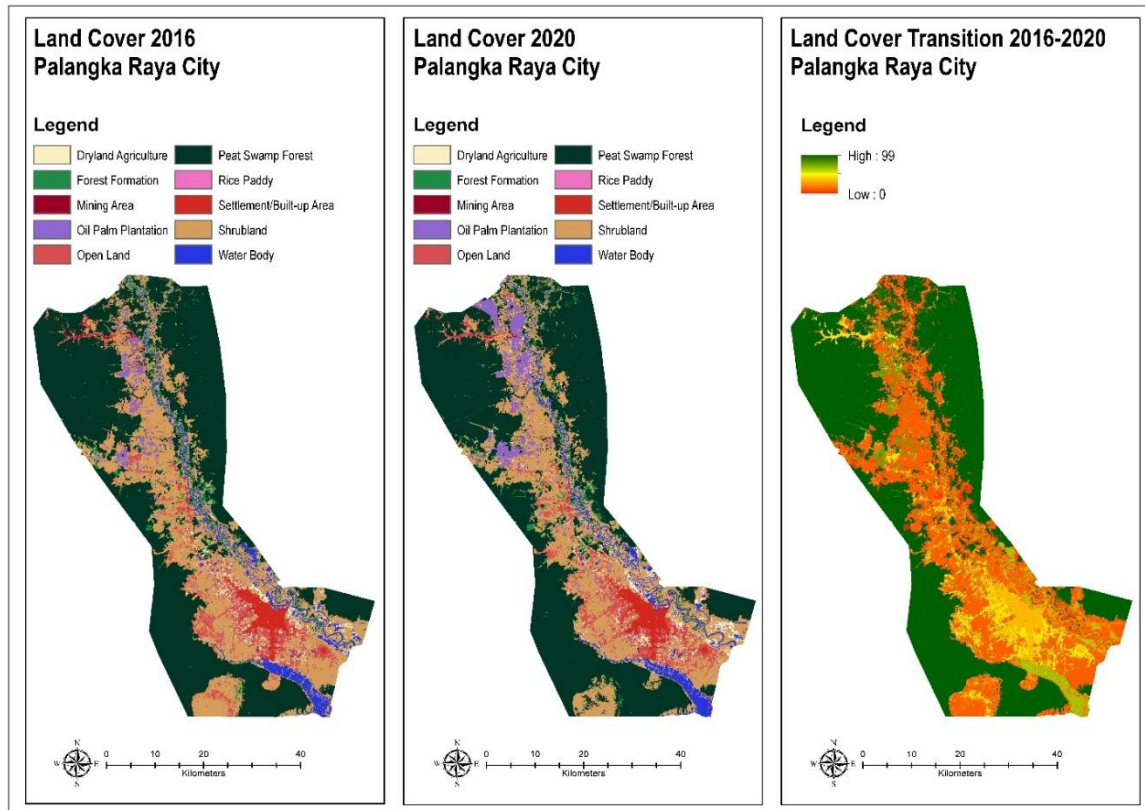 Land Cover 2016
Palangka Raya City
Legend
Dryland Agriculture
Peat Swamp Forest
Forest Formation
Rice Paddy
Mining Area
Settlement/Built-up Area
Oil Palm Plantation
Shrubland
Open Land
Water Body
N
W E
S
0 10 20 40
Kilometers
Land Cover 2020
Palangka Raya City
Legend
Dryland Agriculture
Peat Swamp Forest
Forest Formation
Rice Paddy
Mining Area
Settlement/Built-up Area
Oil Palm Plantation
Shrubland
Open Land
Water Body
N
W E
S
0 10 20 40
Kilometers
Land Cover Transition 2016-2020
Palangka Raya City
Legend
High : 99
Low : 0
N
W E
S
0 10 20 40
Kilometers